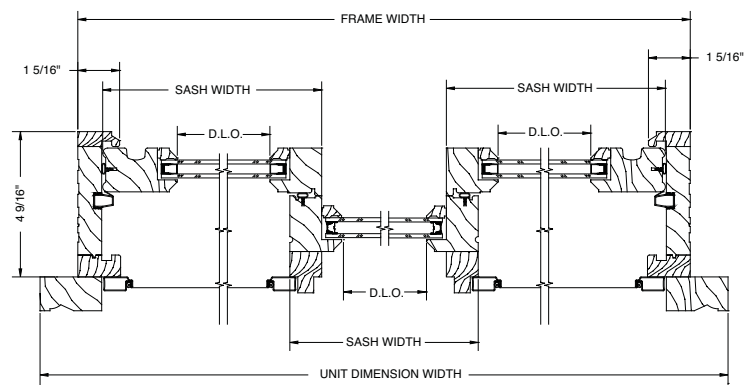 FRAME WIDTH
1 5/16"
1 5/16"
SASH WIDTH
SASH WIDTH
D.L.O.
D.L.O.
4 9/16"
D.L.O.
SASH WIDTH
UNIT DIMENSION WIDTH